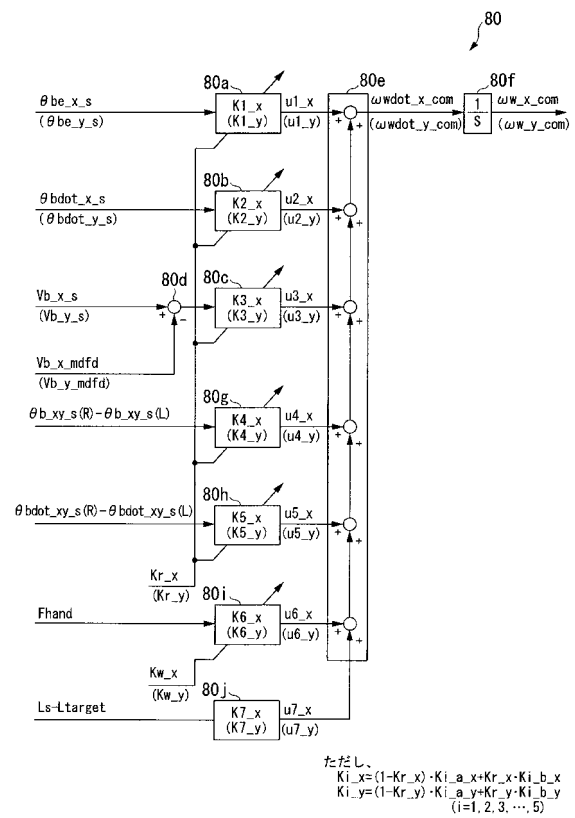 80
80a
80e
80f
θbe_x_s
(θbe_y_s)
K1_x
(K1_y)
u1_x
(u1_y)
ωwdot_x_com
(ωwdot_y_com)
1
S
ωw_x_com
(ωw_y_com)
+
+
80b
θbdot_x_s
(θbdot_y_s)
K2_x
(K2_y)
u2_x
(u2_y)
+
+
80d
80c
Vb_x_s
(Vb_y_s)
+
-
K3_x
(K3_y)
u3_x
(u3_y)
+
+
Vb_x_mdfd
(Vb_y_mdfd)
80g
θb_xy_s(R)-θb_xy_s(L)
K4_x
(K4_y)
u4_x
(u4_y)
+
+
80h
θbdot_xy_s(R)-θbdot_xy_s(L)
K5_x
(K5_y)
u5_x
(u5_y)
+
+
Kr_x
(Kr_y)
80i
Fhand
K6_x
(K6_y)
u6_x
(u6_y)
+
+
Kw_x
(Kw_y)
80j
Ls-Ltarget
K7_x
(K7_y)
u7_x
(u7_y)
ただし、
Ki_x=(1-Kr_x)・Ki_a_x+Kr_x・Ki_b_x
Ki_y=(1-Kr_y)・Ki_a_y+Kr_y・Ki_b_y
(i=1,2,3,…,5)